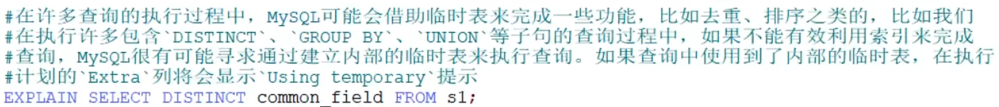 #在许多查询的执行过程中，MySQL可能会借助临时表来完成一些功能，比如去重、排序之类的，比如我们
#在执行许多包含`DISTINCT`、`GROUP BY`、`UNION`等子句的查询过程中，如果不能有效利用索引来完成
#查询，MySQL很有可能寻求通过建立内部的临时表来执行查询。如果查询中使用到了内部的临时表，在执行
#计划的`Extra`列将会显示`Using temporary`提示
EXPLAIN SELECT DISTINCT common_field FROM s1;